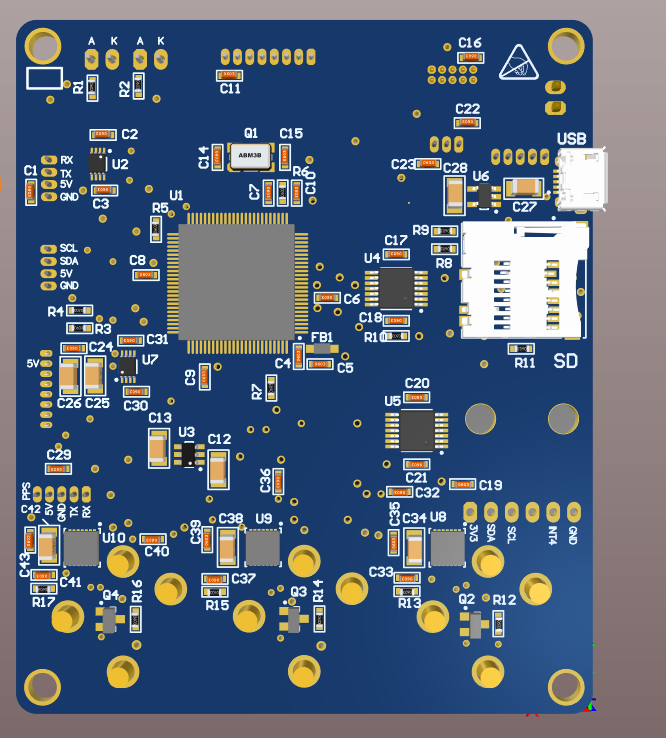 A K A K
C16
R1
R2
C11
C22
USB
C2
Q1
C15
C14
RX
TX
5V
GND
U2
C23
C28
U6
C1
C3
C7
R6
C10
C27
U1
R5
R9
R8
SCL
SDA
5V
GND
C8
U4
C17
C6
R4
R3
C18
R10
C31
FB1
C24
U7
C4
C5
R11
SD
5V
C9
R7
C26
C25
C30
C20
U5
C13
U3
C12
C21
C29
C36
C32
C19
PPS
5V
GND
TX
RX
C42
C43
U10
C40
C39
C38
U9
C35
C34
U8
3V3
SDA
SCL
INT4
GND
C41
R17
C37
R15
C33
R13
Q4
R16
Q3
R14
Q2
R12
ABM3B